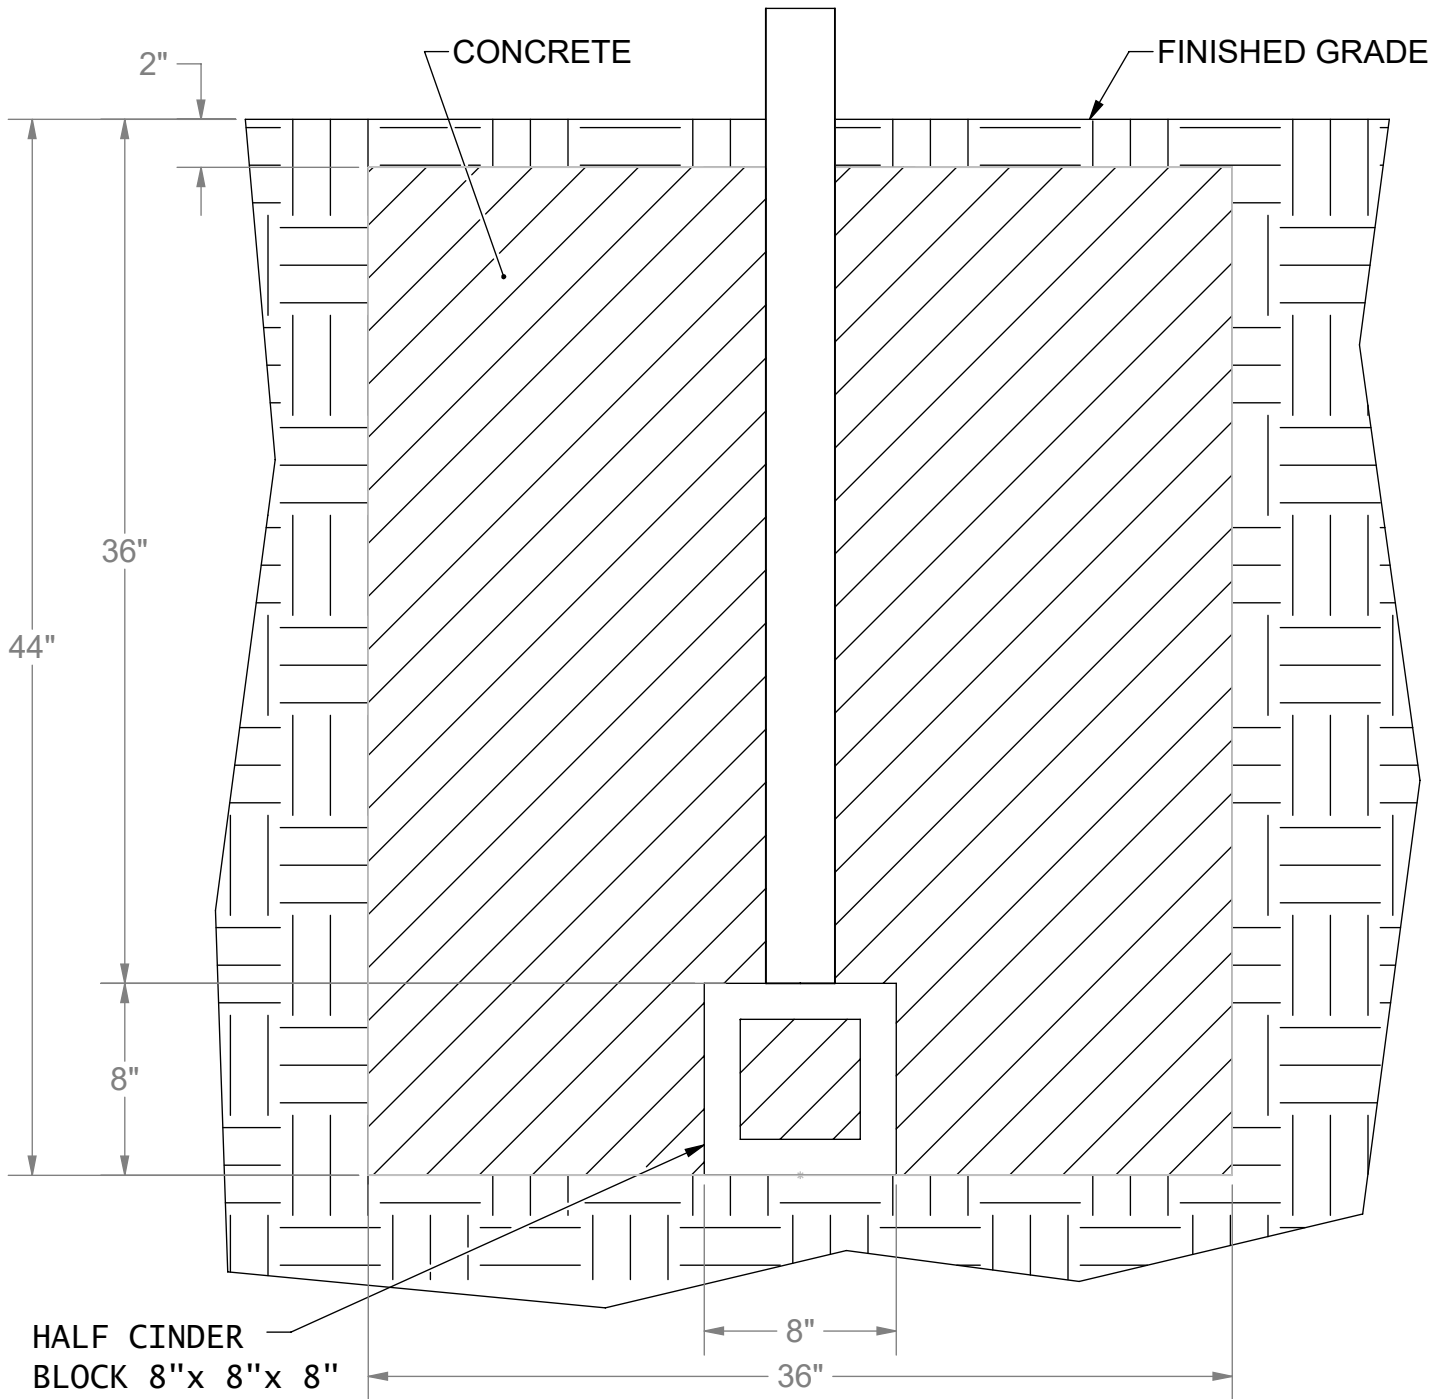 CONCRETE
FINISHED GRADE
2"
36"
44"
8"
8"
36"
HALF CINDER
BLOCK 8"x 8"x 8"